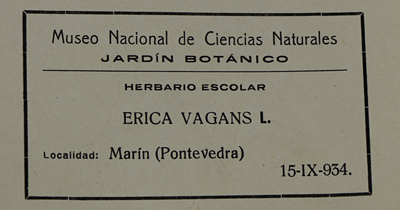 Museo Nacional de Ciencias Naturales
JARDÍN BOTÁNICO
HERBARIO ESCOLAR
ERICA VAGANS L.
Localidad: Marín (Pontevedra)
15-IX-934.